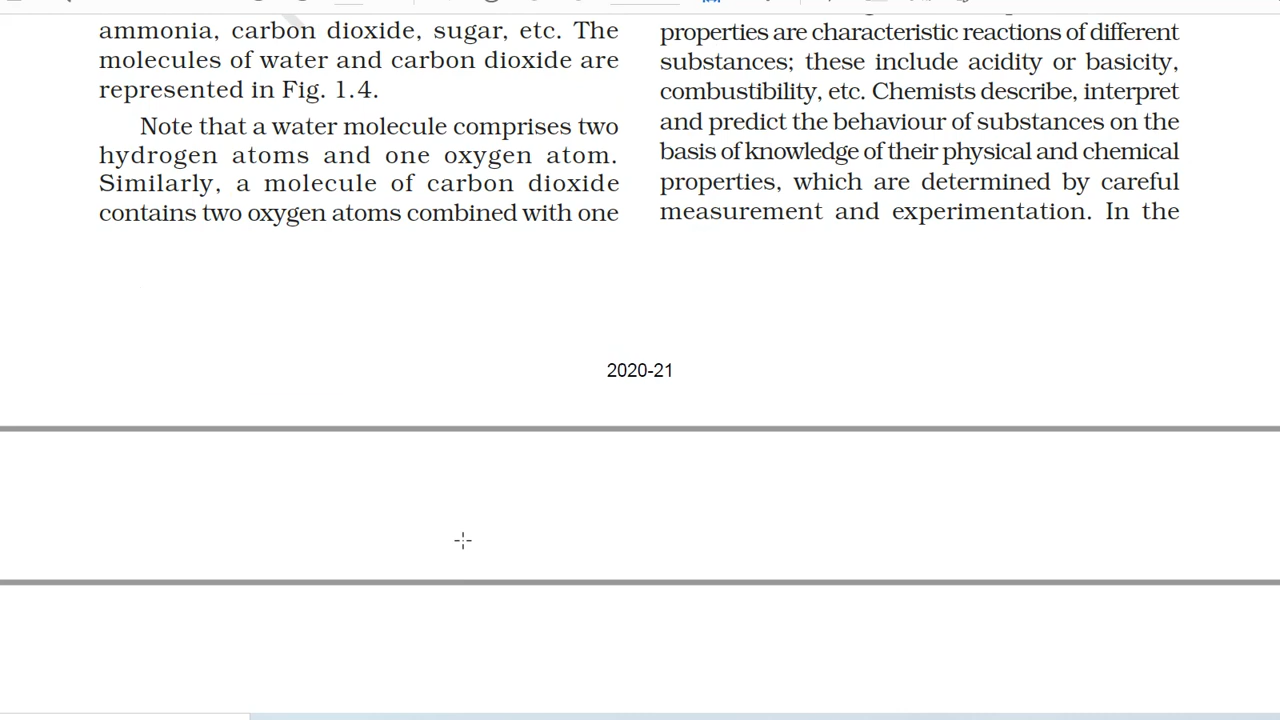 ammonia, carbon dioxide, sugar, etc. The
molecules of water and carbon dioxide are
represented in Fig. 1.4.
Note that a water molecule comprises two
hydrogen atoms and one oxygen atom.
Similarly, a molecule of carbon dioxide
contains two oxygen atoms combined with one
properties are characteristic reactions of different
substances; these include acidity or basicity,
combustibility, etc. Chemists describe, interpret
and predict the behaviour of substances on the
basis of knowledge of their physical and chemical
properties, which are determined by careful
measurement and experimentation. In the
2020-21